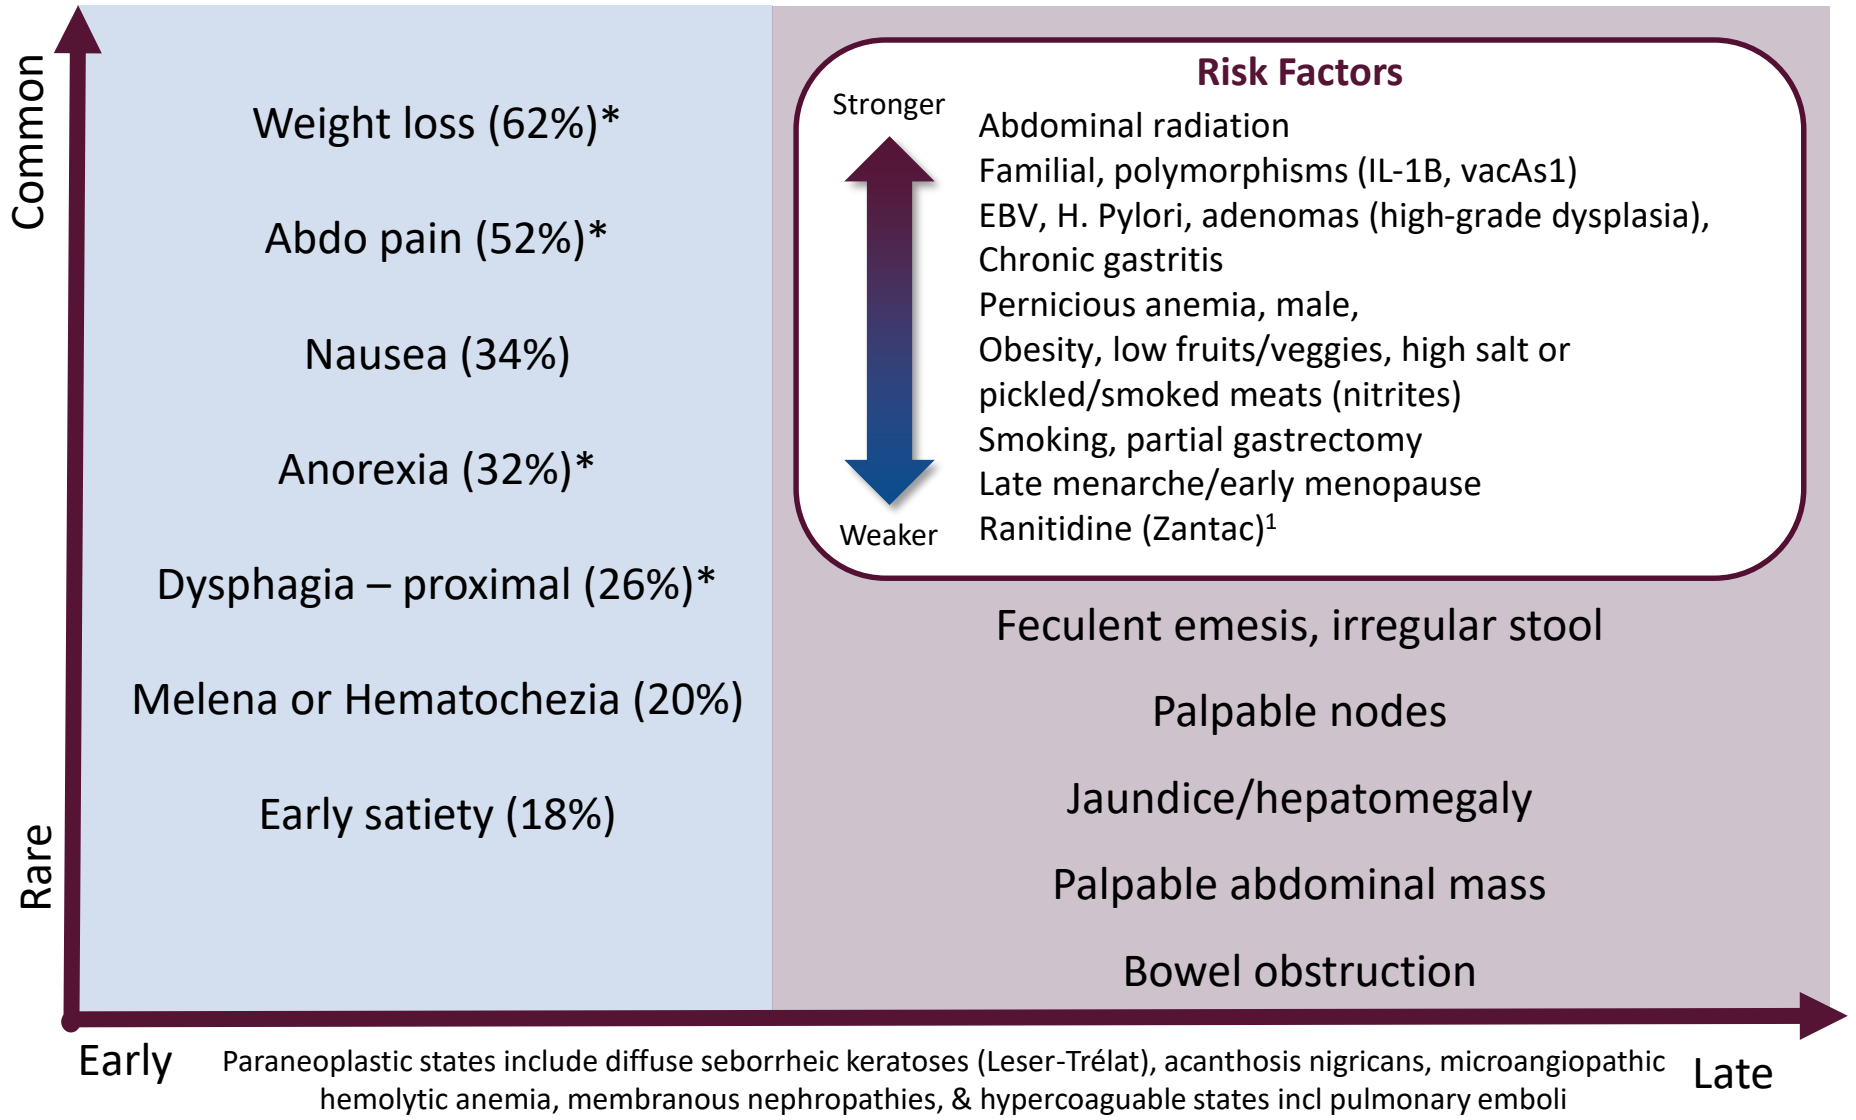 Common
Rare
Weight loss (62%)*
Abdo pain (52%)*
Nausea (34%)
Anorexia (32%)*
Dysphagia – proximal (26%)*
Melena or Hematochezia (20%)
Early satiety (18%)
Risk Factors
Stronger
Weaker
Abdominal radiation
Familial, polymorphisms (IL-1B, vacAs1)
EBV, H. Pylori, adenomas (high-grade dysplasia),
Chronic gastritis
Pernicious anemia, male,
Obesity, low fruits/veggies, high salt or
pickled/smoked meats (nitrites)
Smoking, partial gastrectomy
Late menarche/early menopause
Ranitidine (Zantac)¹
Feculent emesis, irregular stool
Palpable nodes
Jaundice/hepatomegaly
Palpable abdominal mass
Bowel obstruction
Early
Late
Paraneoplastic states include diffuse seborrheic keratoses (Leser-Trélat), acanthosis nigricans, microangiopathic
hemolytic anemia, membranous nephropathies, & hypercoaguable states incl pulmonary emboli